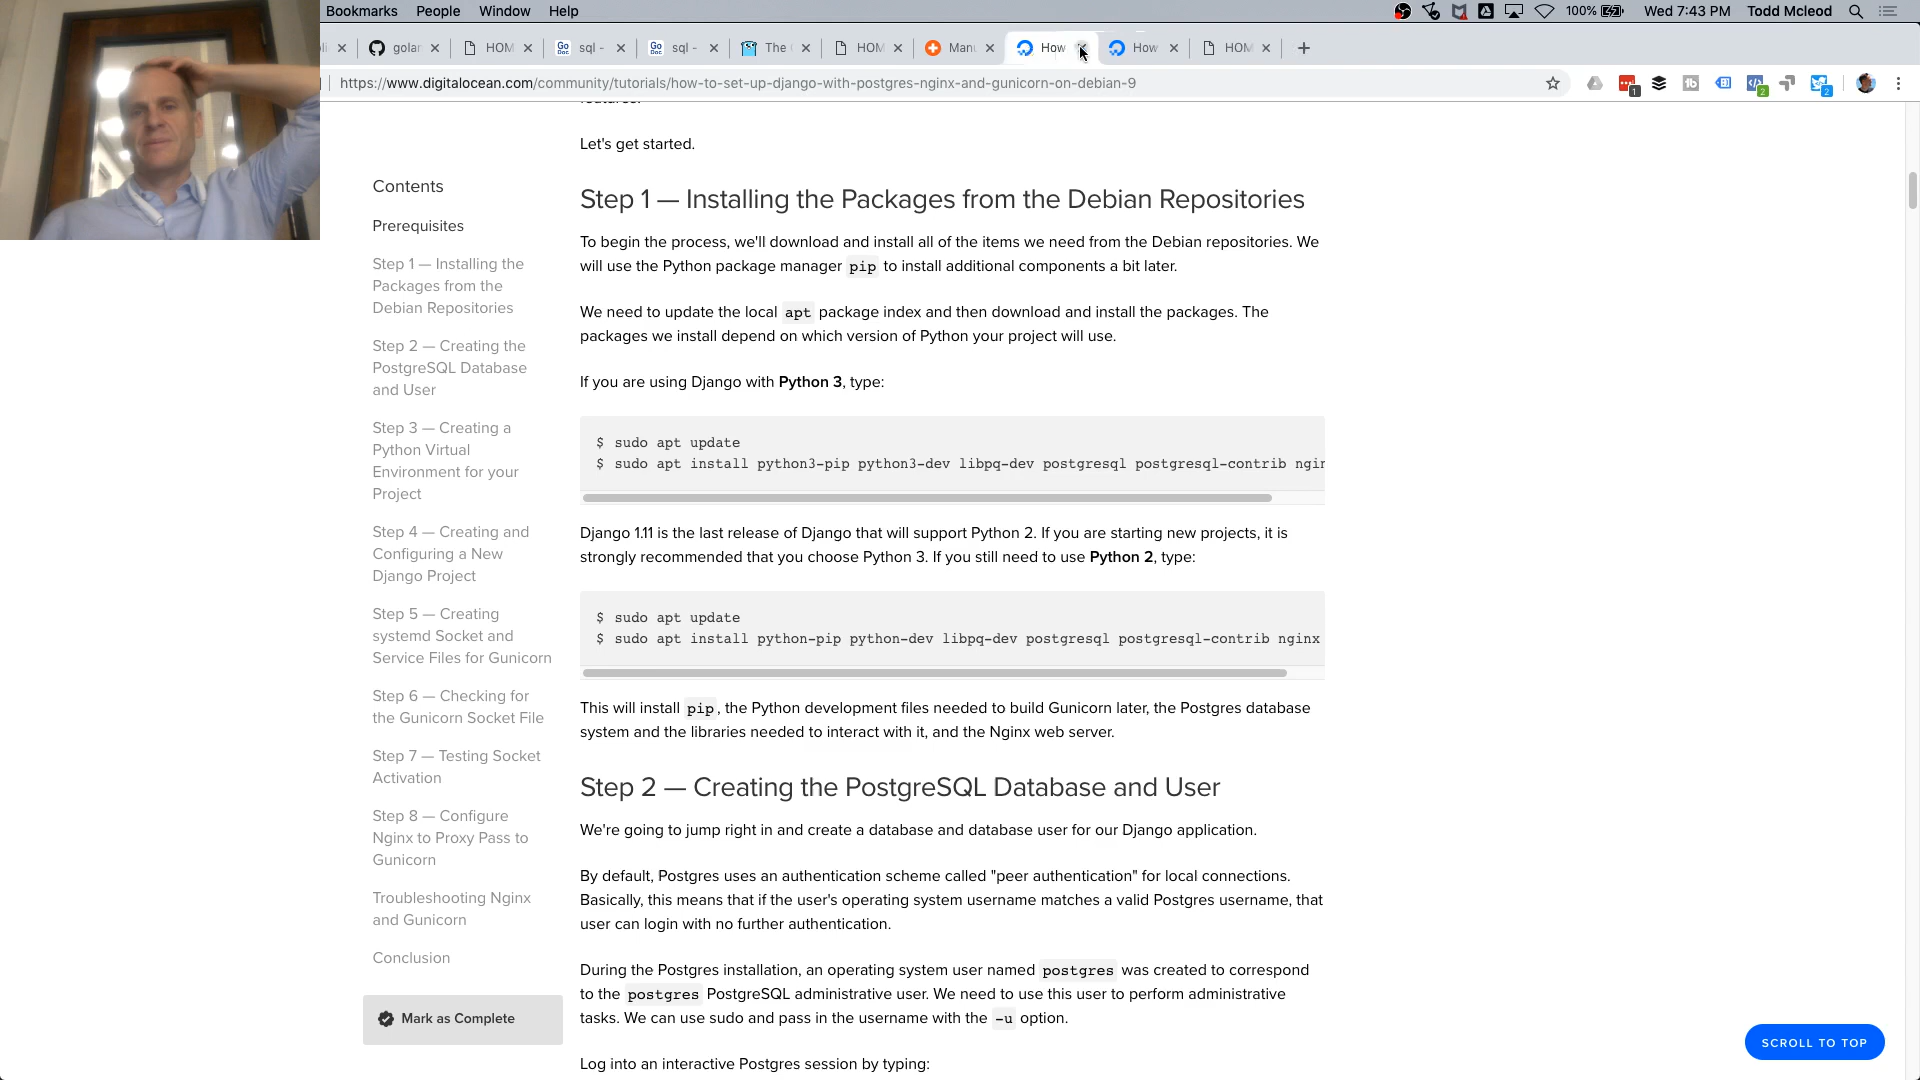 Bookmarks People Window Help
100% Wed 7:43 PM Todd Mcleod
golan HOM Go Doc sql - Go Doc sql - The HOM Manu How How HOM
https://www.digitalocean.com/community/tutorials/how-to-set-up-django-with-postgres-nginx-and-gunicorn-on-debian-9
features.
Let's get started.
Contents
Prerequisites
Step 1 — Installing the
Packages from the
Debian Repositories
Step 2 — Creating the
PostgreSQL Database
and User
Step 3 — Creating a
Python Virtual
Environment for your
Project
Step 4 — Creating and
Configuring a New
Django Project
Step 5 — Creating
systemd Socket and
Service Files for Gunicorn
Step 6 — Checking for
the Gunicorn Socket File
Step 7 — Testing Socket
Activation
Step 8 — Configure
Nginx to Proxy Pass to
Gunicorn
Troubleshooting Nginx
and Gunicorn
Conclusion
Mark as Complete
Step 1 — Installing the Packages from the Debian Repositories
To begin the process, we'll download and install all of the items we need from the Debian repositories. We
will use the Python package manager pip to install additional components a bit later.
We need to update the local apt package index and then download and install the packages. The
packages we install depend on which version of Python your project will use.
If you are using Django with Python 3, type:
$ sudo apt update
$ sudo apt install python3-pip python3-dev libpq-dev postgresql postgresql-contrib ngin
Django 1.11 is the last release of Django that will support Python 2. If you are starting new projects, it is
strongly recommended that you choose Python 3. If you still need to use Python 2, type:
$ sudo apt update
$ sudo apt install python-pip python-dev libpq-dev postgresql postgresql-contrib nginx
This will install pip, the Python development files needed to build Gunicorn later, the Postgres database
system and the libraries needed to interact with it, and the Nginx web server.
Step 2 — Creating the PostgreSQL Database and User
We're going to jump right in and create a database and database user for our Django application.
By default, Postgres uses an authentication scheme called "peer authentication" for local connections.
Basically, this means that if the user's operating system username matches a valid Postgres username, that
user can login with no further authentication.
During the Postgres installation, an operating system user named postgres was created to correspond
to the postgres PostgreSQL administrative user. We need to use this user to perform administrative
tasks. We can use sudo and pass in the username with the -u option.
Log into an interactive Postgres session by typing:
SCROLL TO TOP